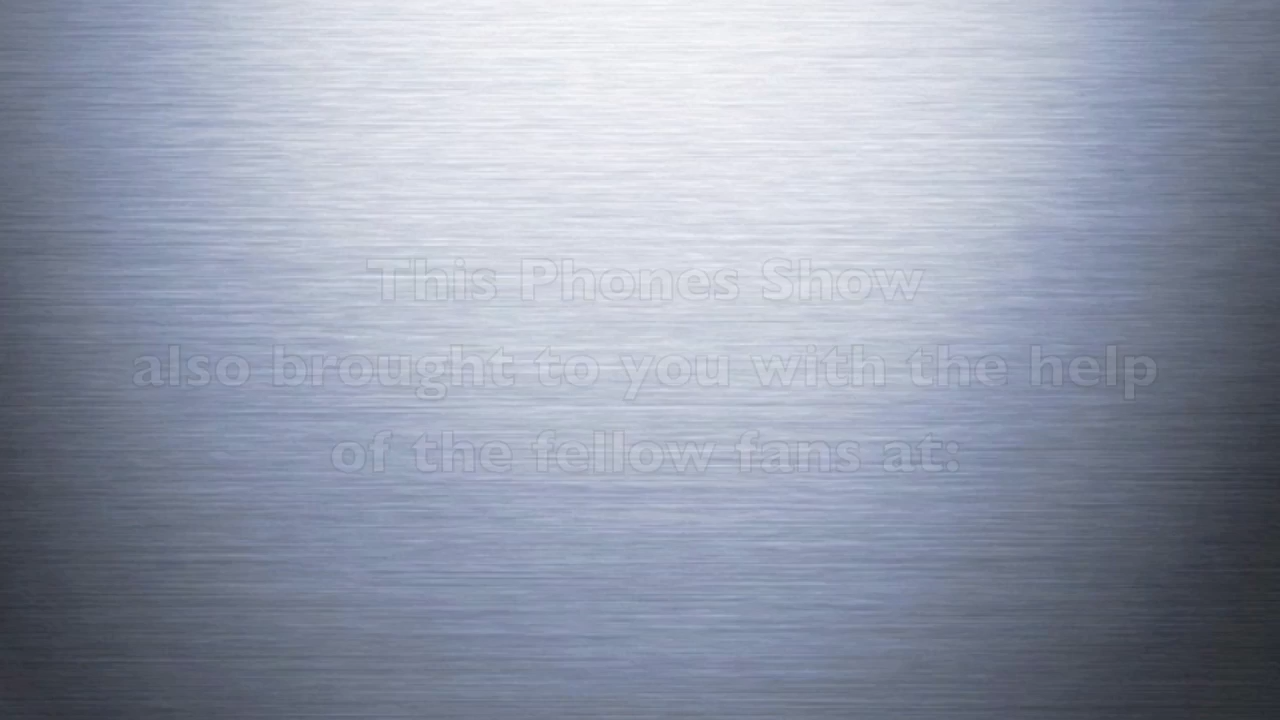 This Phones Show
also brought to you with the help
of the fellow fans at: